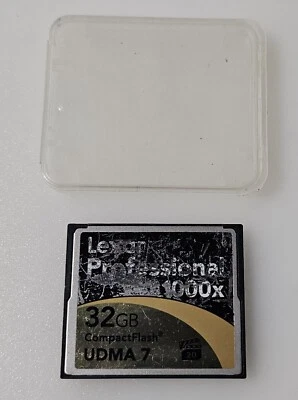 Lexar
Professional
1000x
32GB
CompactFlash®
UDMA 7